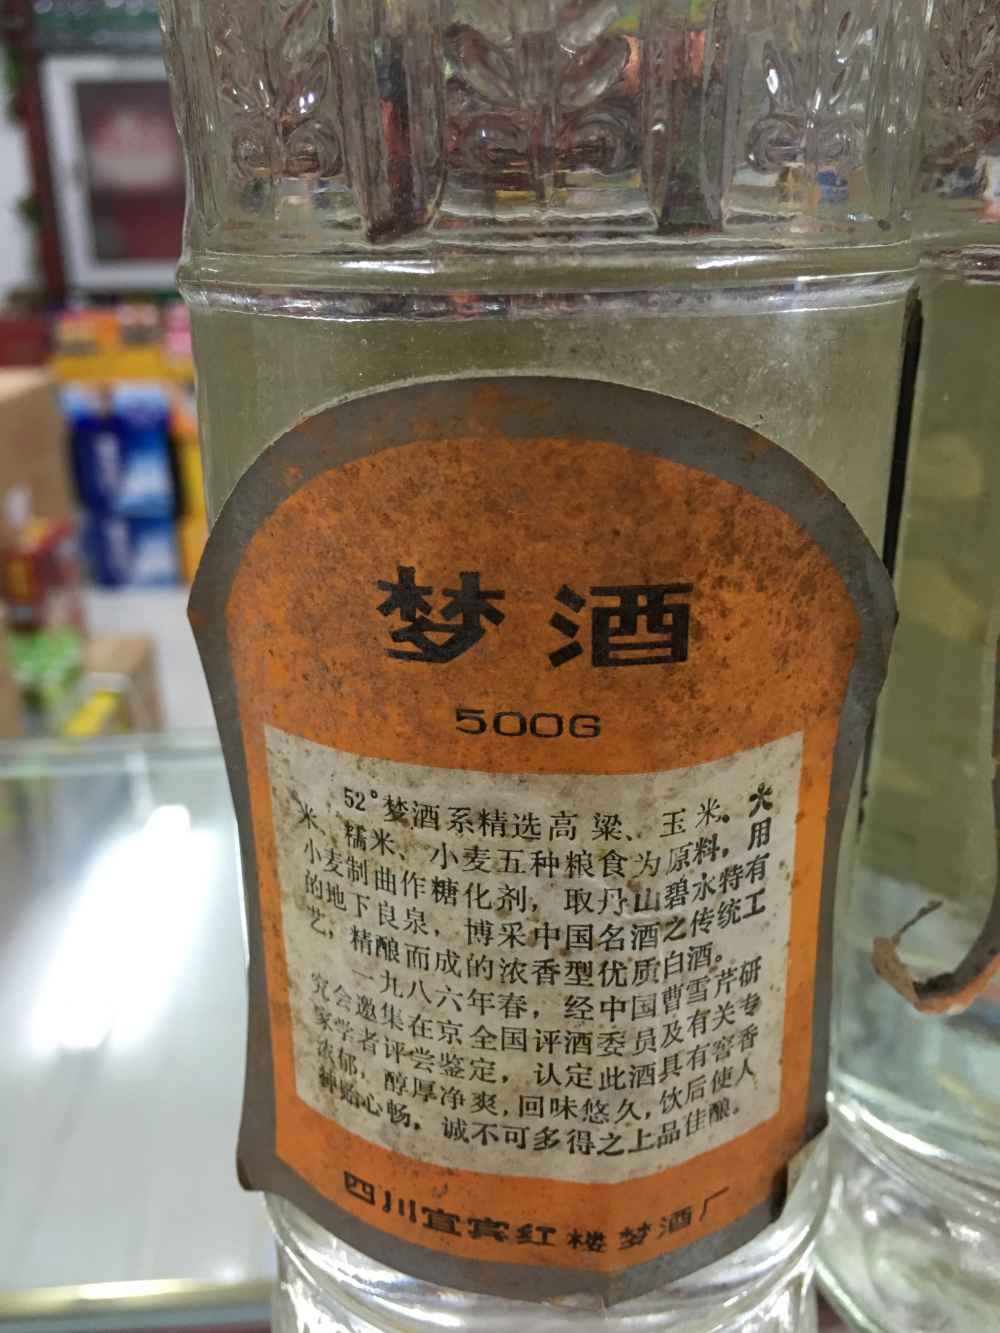 梦酒
500G
52°梦酒系精选高粱、玉米、大
米、糯米、小麦五种粮食为原料，用
小麦制曲作糖化剂，取丹山碧水特有
的地下良泉，博采中国名酒之传统工
艺，精酿而成的浓香型优质白酒。
一九八六年春，经中国曹雪芹研
究会邀集在京全国评酒委员及有关专
家学者评尝鉴定，认定此酒具有窖香
浓郁，醇厚净爽，回味悠久，饮后使人
神贻心畅，诚不可多得之上品佳酿。
四川宜宾红楼梦酒厂